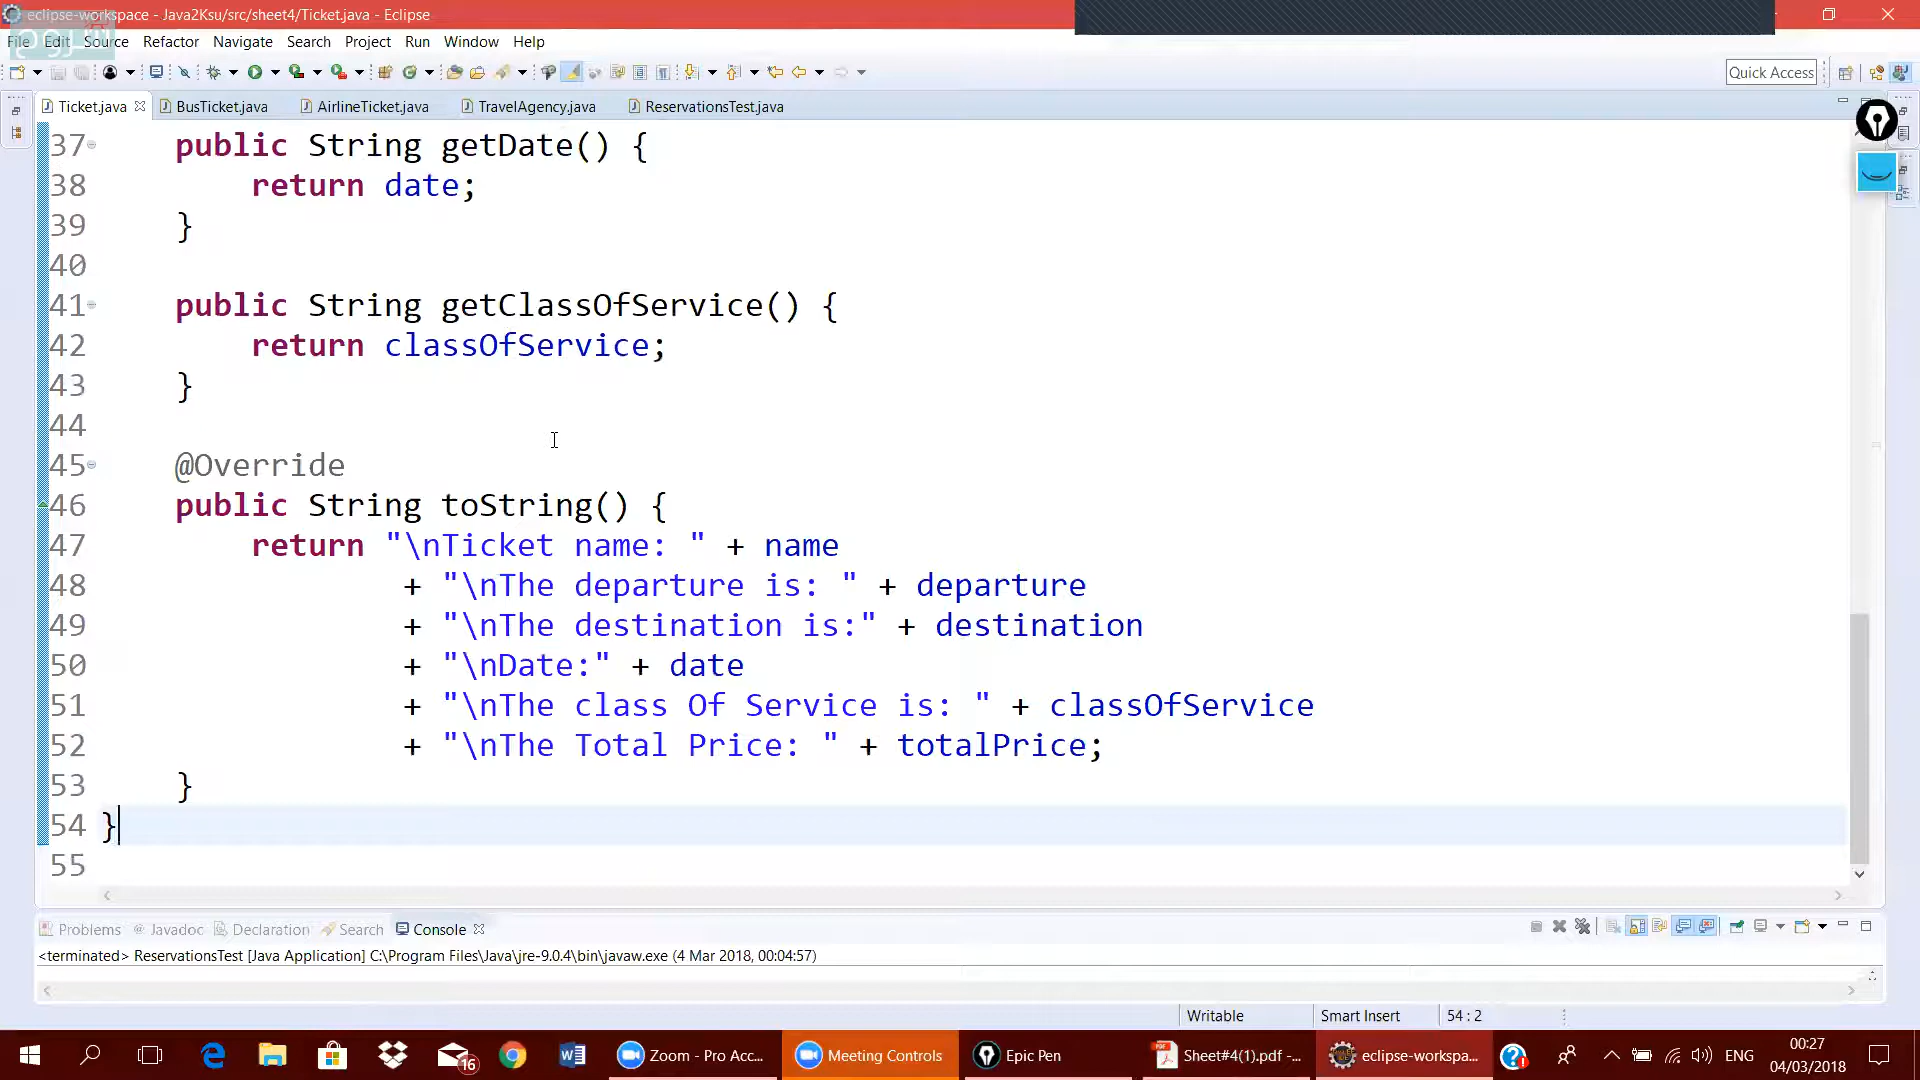 eclipse-workspace - Java2Ksu/src/sheet4/Ticket.java - Eclipse
File Edit Source Refactor Navigate Search Project Run Window Help
Quick Access
Ticket.java BusTicket.java AirlineTicket.java TravelAgency.java ReservationsTest.java
37 public String getDate() {
38 return date;
39 }
40
41 public String getClassOfService() {
42 return classOfService;
43 }
44
45 @Override
46 public String toString() {
47 return "\nTicket name: " + name
48 + "\nThe departure is: " + departure
49 + "\nThe destination is:" + destination
50 + "\nDate:" + date
51 + "\nThe class Of Service is: " + classOfService
52 + "\nThe Total Price: " + totalPrice;
53 }
54 }
55
Problems @ Javadoc Declaration Search Console
<terminated> ReservationsTest [Java Application] C:\Program Files\Java\jre-9.0.4\bin\javaw.exe (4 Mar 2018, 00:04:57)
Writable Smart Insert 54 : 2
16 Zoom - Pro Acc... Meeting Controls Epic Pen Sheet#4(1).pdf -... eclipse-workspa... ENG 00:27
04/03/2018